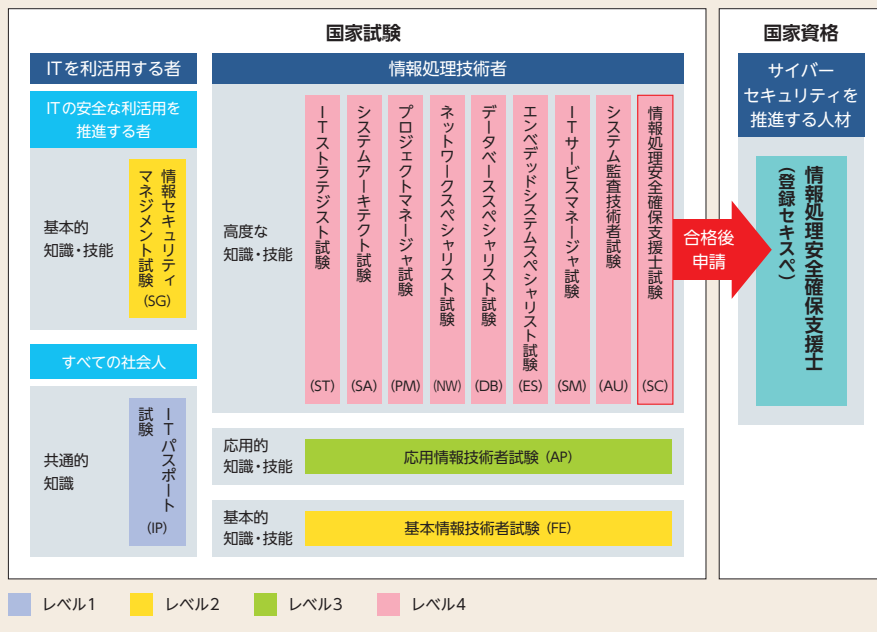 国家試験
国家資格
ITを利活用する者
ITの安全な利活用を
推進する者
基本的
知識・技能
情報セキュリティ
マネジメント試験
(SG)
すべての社会人
共通的
知識
ITパスポート
試験
(IP)
情報処理技術者
高度な
知識・技能
ITストラテジスト試験
(ST)
システムアーキテクト試験
(SA)
プロジェクトマネージャ試験
(PM)
ネットワークスペシャリスト試験
(NW)
データベーススペシャリスト試験
(DB)
エンベデッドシステムスペシャリスト試験
(ES)
ITサービスマネージャ試験
(SM)
システム監査技術者試験
(AU)
情報処理安全確保支援士試験
(SC)
応用的
知識・技能
応用情報技術者試験 (AP)
基本的
知識・技能
基本情報技術者試験 (FE)
合格後
申請
サイバー
セキュリティを
推進する人材
情報処理安全確保支援士
(登録セキスペ)
レベル1
レベル2
レベル3
レベル4